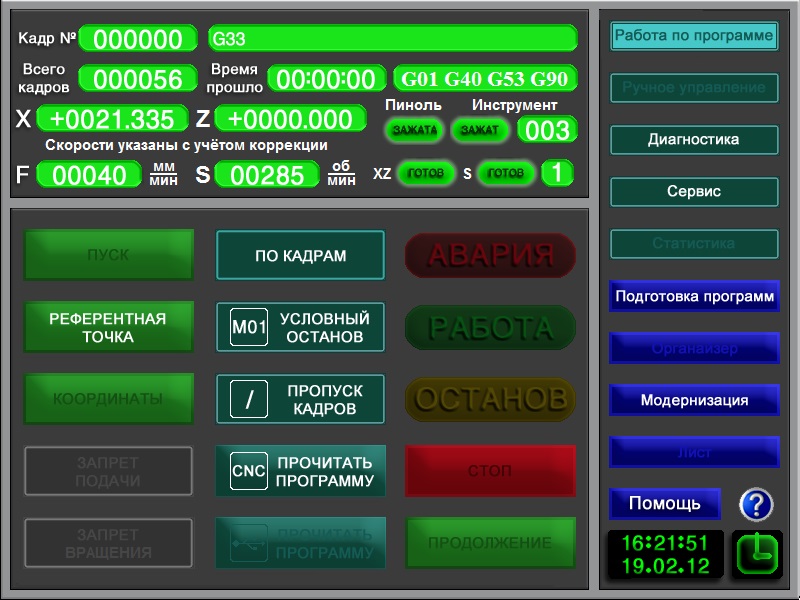 Кадр № 000000 G33
Всего кадров 000056 Время прошло 00:00:00 G01 G40 G53 G90
X +0021.335 Z +0000.000 Пиноль ЗАЖАТА Инструмент ЗАЖАТ 003
Скорости указаны с учётом коррекции
F 00040 мм/мин S 00285 об/мин XZ ГОТОВ S ГОТОВ 1
ПУСК
ПО КАДРАМ
АВАРИЯ
РЕФЕРЕНТНАЯ
ТОЧКА
M01 УСЛОВНЫЙ
ОСТАНОВ
РАБОТА
КООРДИНАТЫ
/ ПРОПУСК
КАДРОВ
ОСТАНОВ
ЗАПРЕТ
ПОДАЧИ
CNC ПРОЧИТАТЬ
ПРОГРАММУ
СТОП
ЗАПРЕТ
ВРАЩЕНИЯ
ПРОЧИТАТЬ
ПРОГРАММУ
ПРОДОЛЖЕНИЕ
Работа по программе
Ручное управление
Диагностика
Сервис
Статистика
Подготовка программ
Органайзер
Модернизация
Лист
Помощь ?
16:21:51
19.02.12